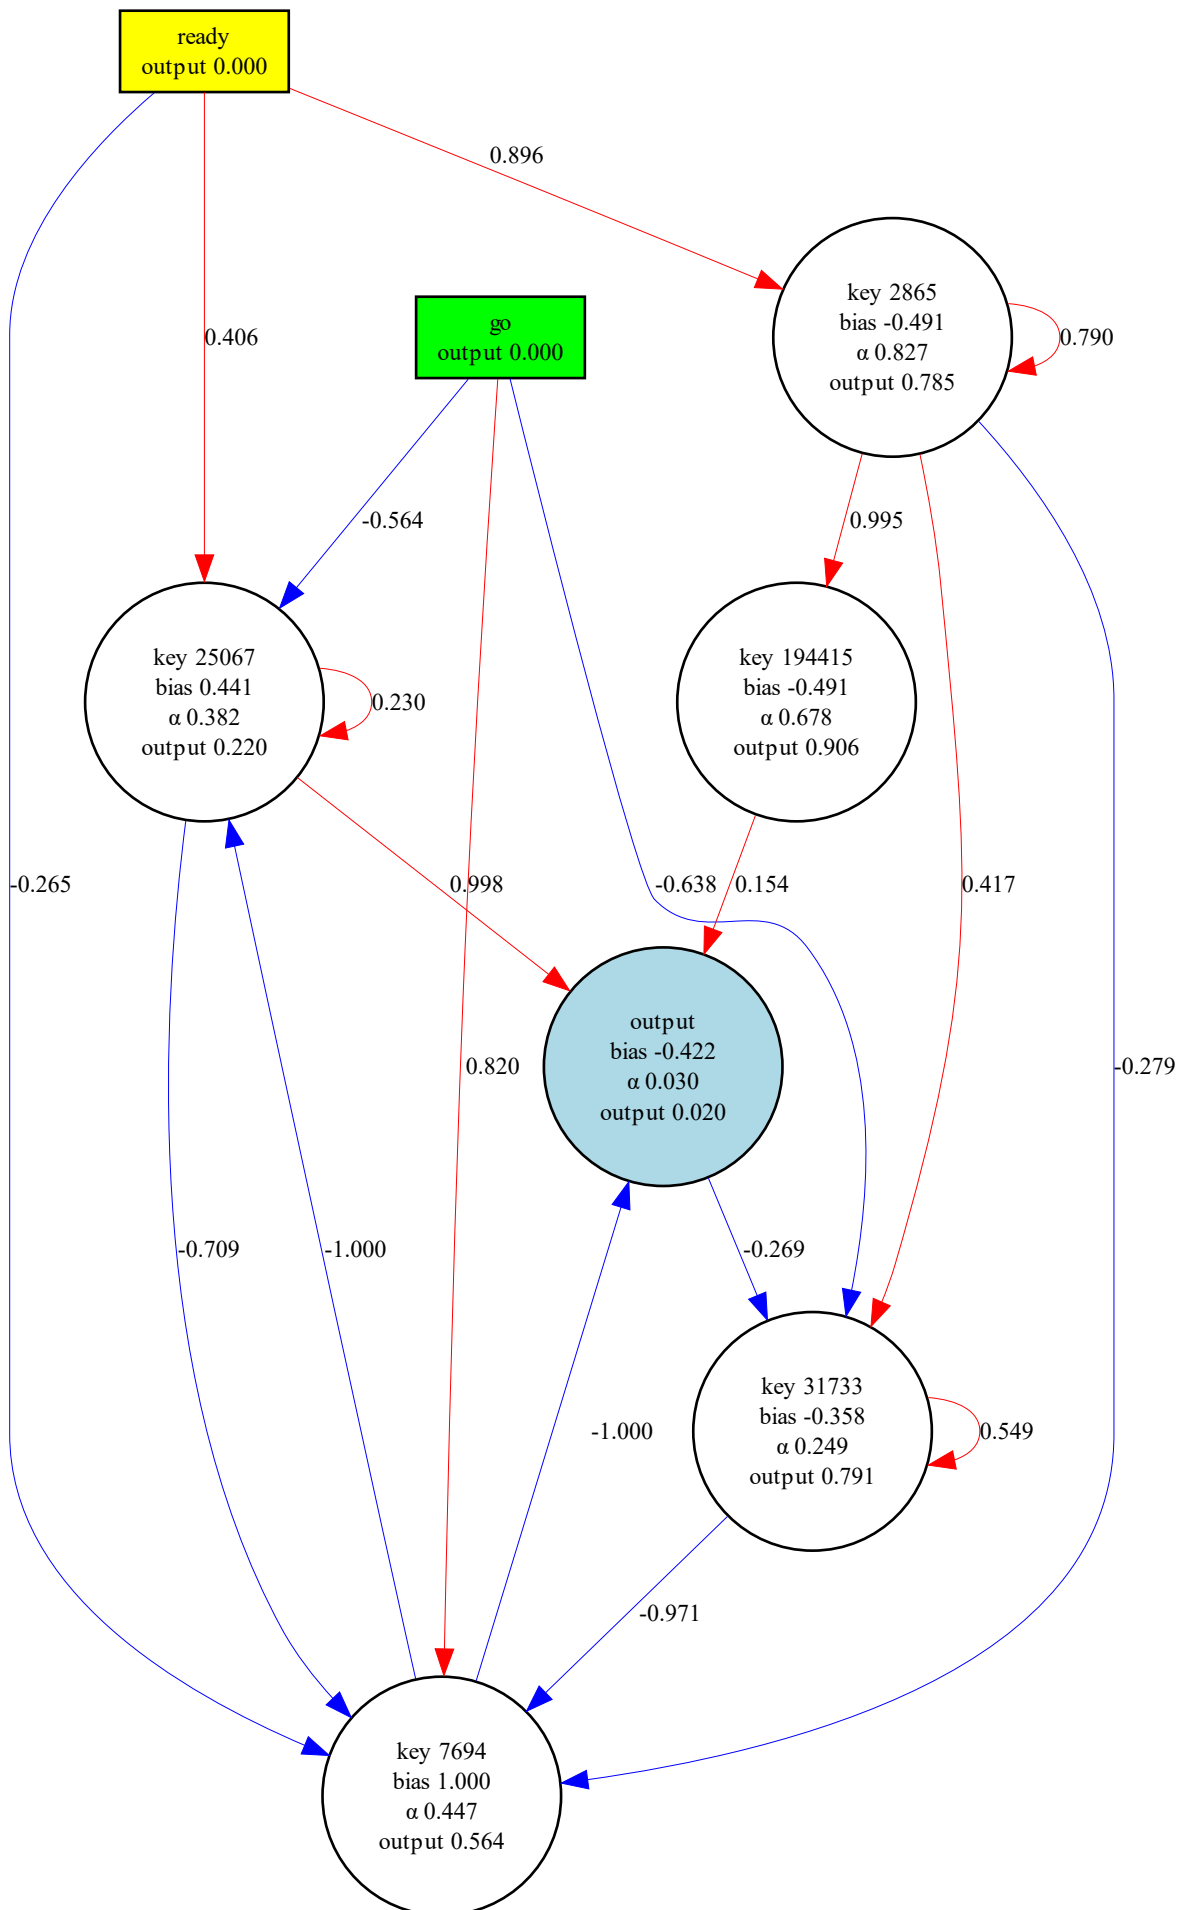 ready
output 0.000
0.896
key 2865
bias -0.491
α 0.827
output 0.785
0.790
go
output 0.000
0.406
-0.564
0.995
key 25067
bias 0.441
α 0.382
output 0.220
0.230
key 194415
bias -0.491
α 0.678
output 0.906
-0.265
0.998
-0.638
0.154
0.417
output
bias -0.422
α 0.030
output 0.020
0.820
-0.279
-0.709
-1.000
-0.269
key 31733
bias -0.358
α 0.249
output 0.791
-1.000
0.549
-0.971
key 7694
bias 1.000
α 0.447
output 0.564